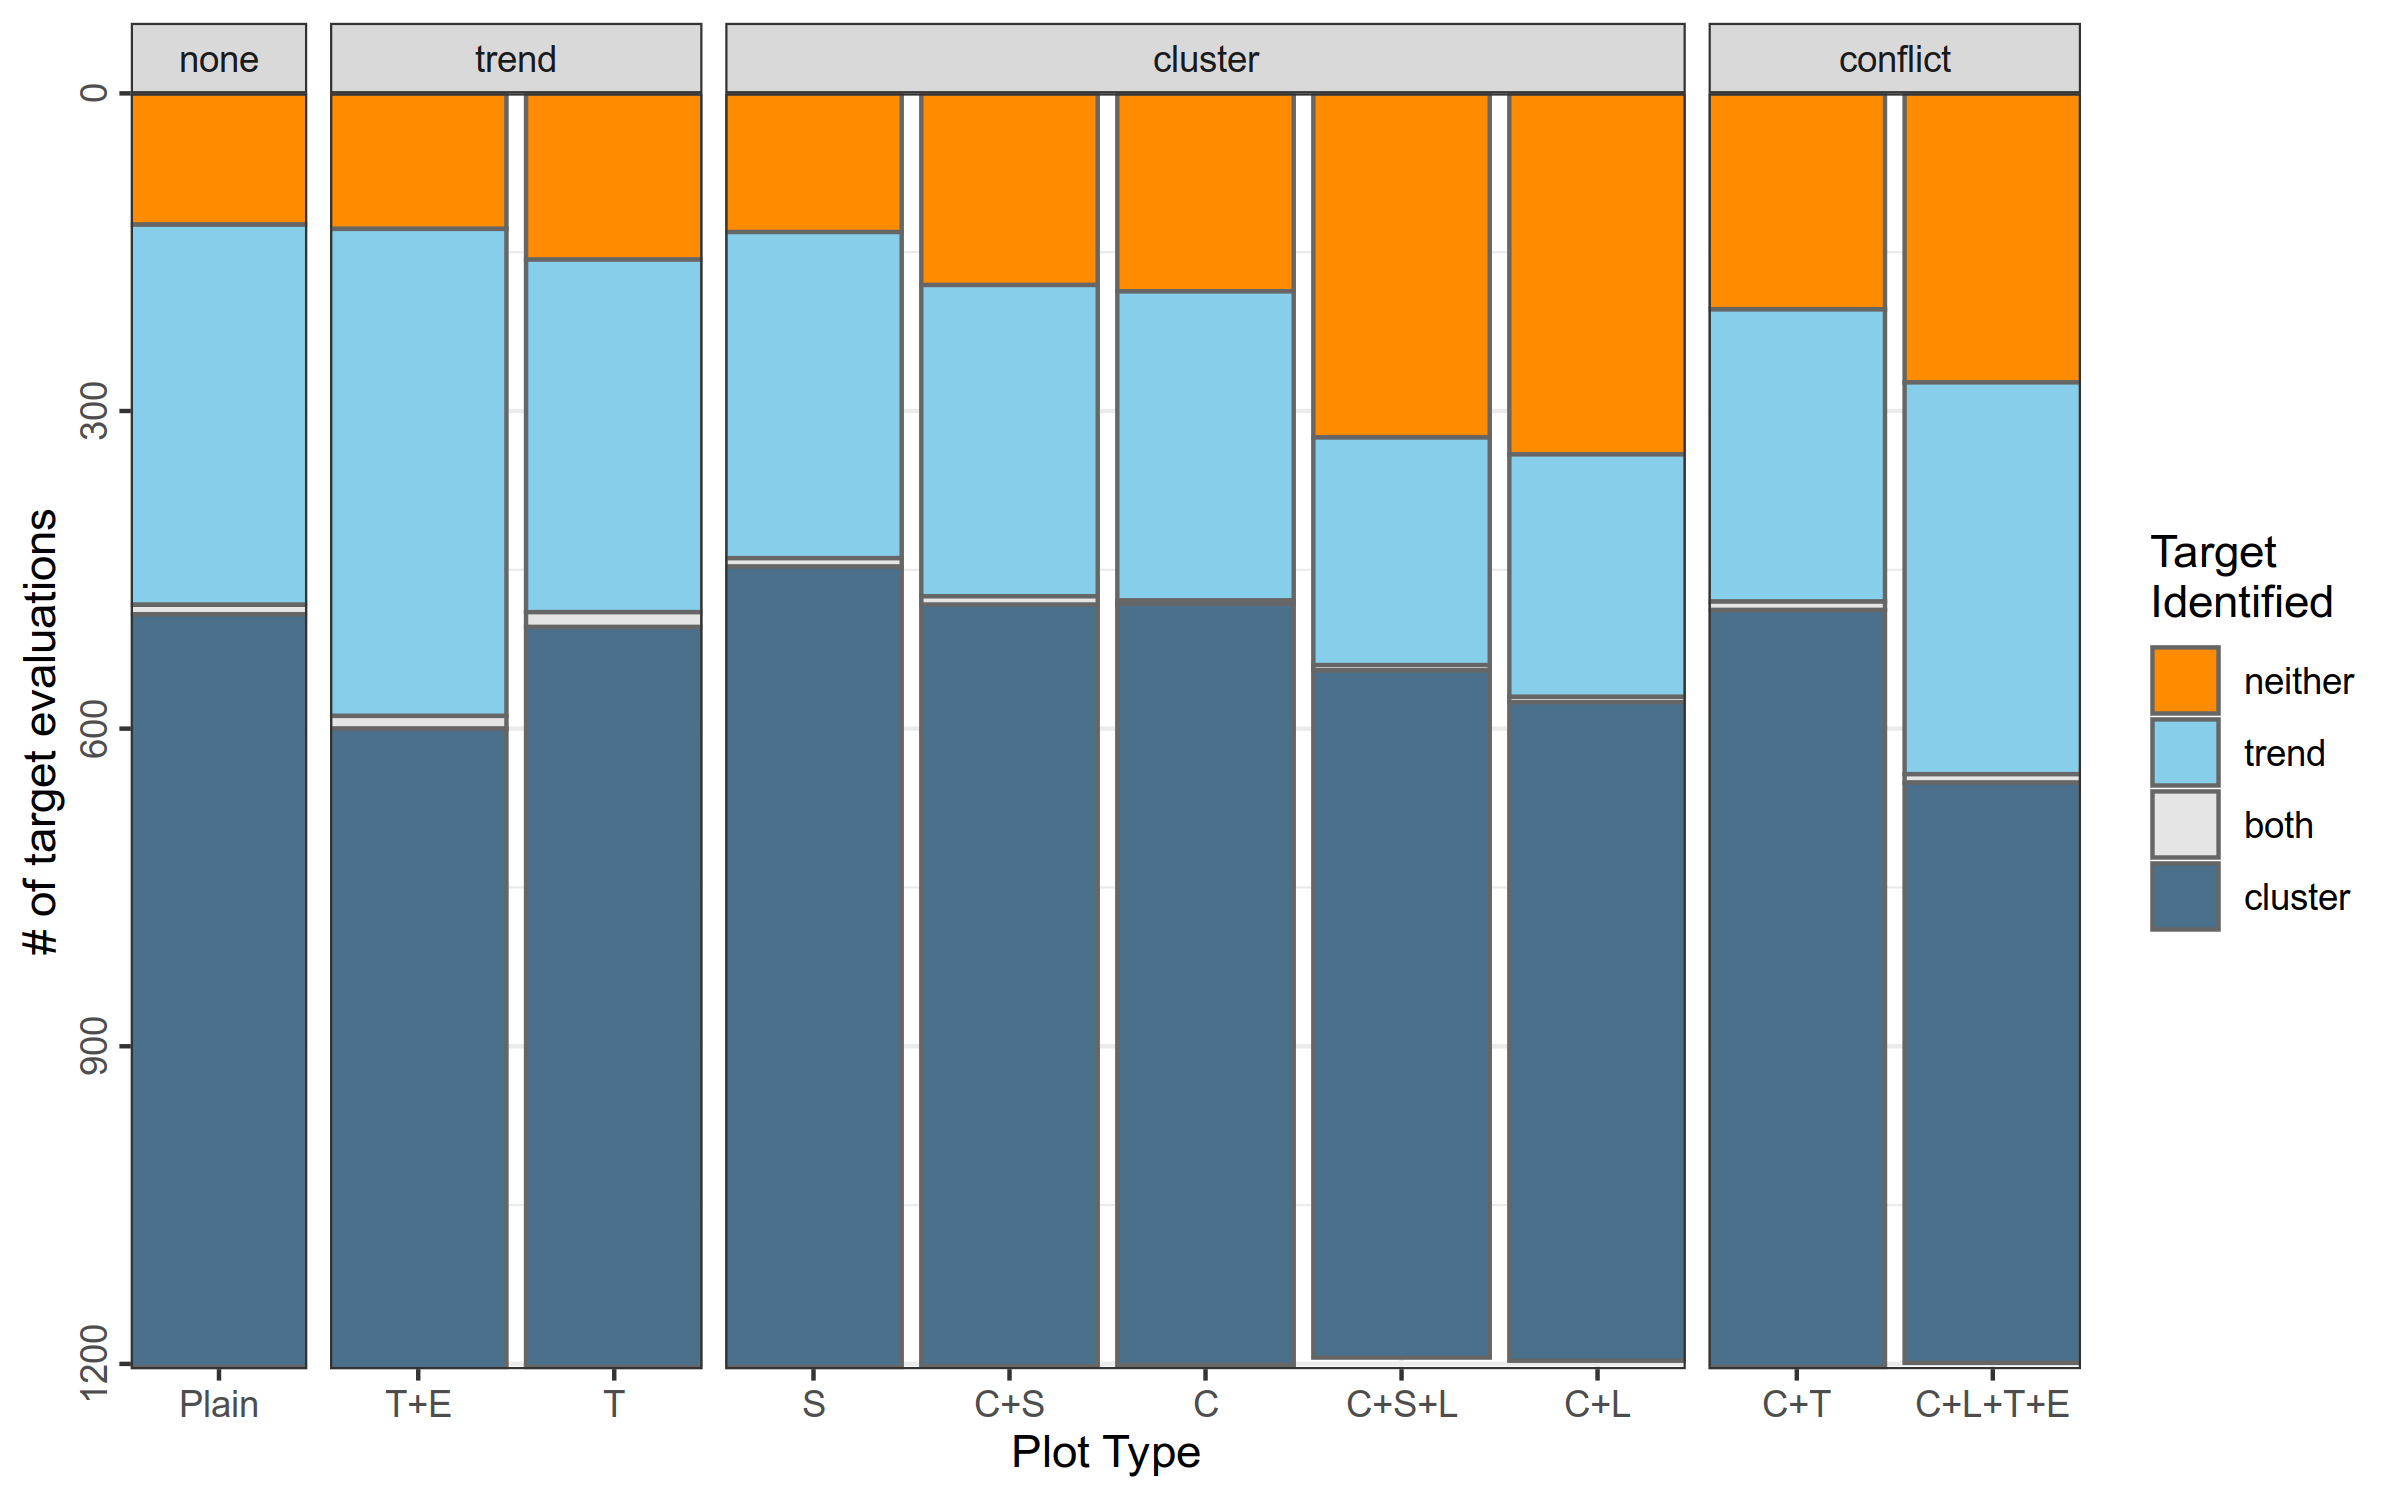 none
trend
cluster
conflict
0
300
600
900
1200
# of target evaluations
Plain
T+E
T
S
C+S
C
C+S+L
C+L
C+T
C+L+T+E
Plot Type
Target
Identified
neither
trend
both
cluster